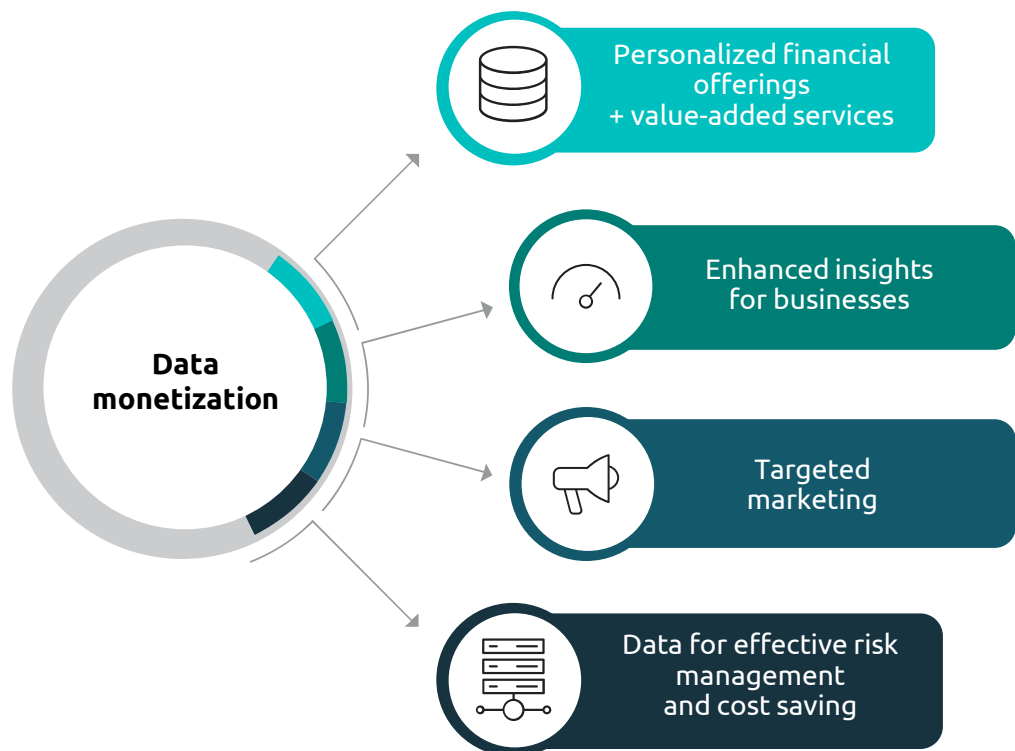 Personalized financial
offerings
+ value-added services
Enhanced insights
for businesses
Data
monetization
Targeted
marketing
Data for effective risk
management
and cost saving